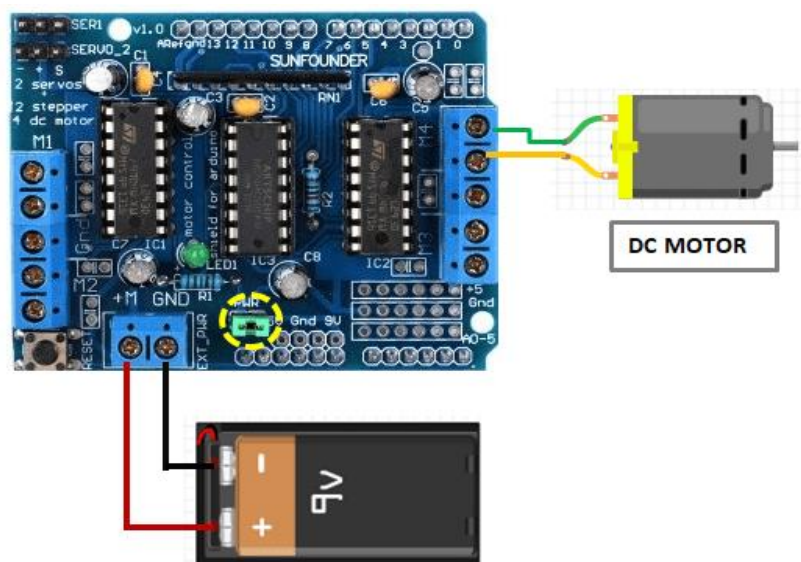 SER1
v1.0
ARefgnd 13 12 11 10 9 8 7 6 5 4 3 2 1 0
SERVO_2
SUNFOUNDER
- + S
2 servos
C1
C3
RN1
C6
C5
2 stepper
4 dc motor
C2
M1
M4
motor control
shield for arduino
R2
Gnd
C7
IC1
LED1
IC3
C8
IC2
M3
M2
+M GND
R1
PWR
+5
Gnd
Gnd 9V
A0-5
RESET
EXT_PWR
DC MOTOR
-
+
9v